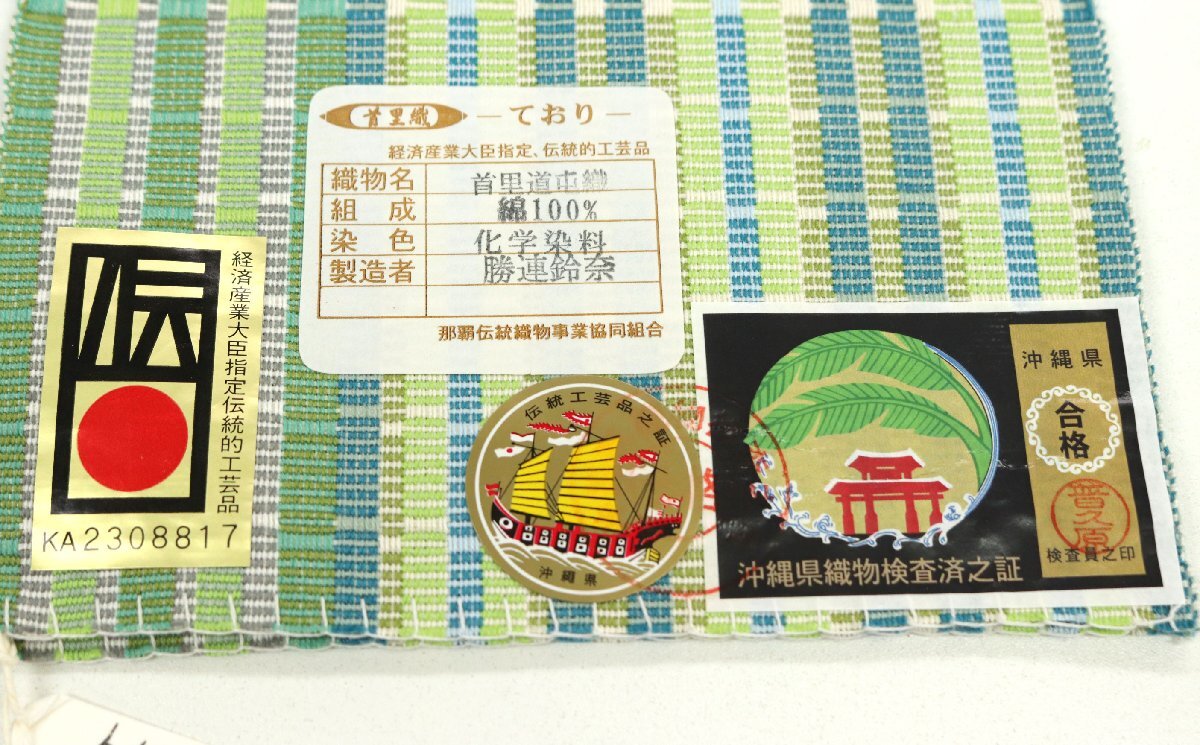 首里織 ―ており―
経済産業大臣指定、伝統的工芸品
織物名 首里道屯織
組成 綿100%
染色 化学染料
製造者 勝連鈴奈
那覇伝統織物事業協同組合
伝
経済産業大臣指定伝統的工芸品
KA2308817
伝統工芸品之証
沖縄県
沖縄県
合格
検査員之印
沖縄県織物検査済之証